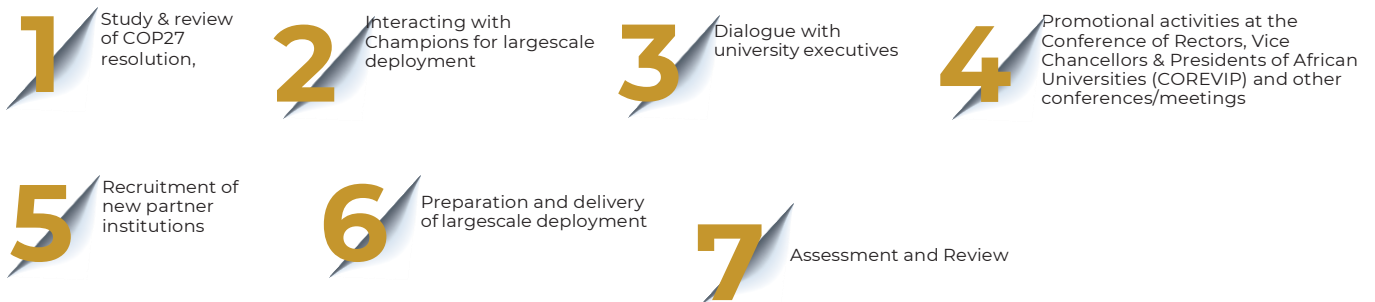 1
Study & review
of COP27
resolution,
2
Interacting with
Champions for largescale
deployment
3
Dialogue with
university executives
4
Promotional activities at the
Conference of Rectors, Vice
Chancellors & Presidents of African
Universities (COREVIP) and other
conferences/meetings
5
Recruitment of
new partner
institutions
6
Preparation and delivery
of largescale deployment
7
Assessment and Review